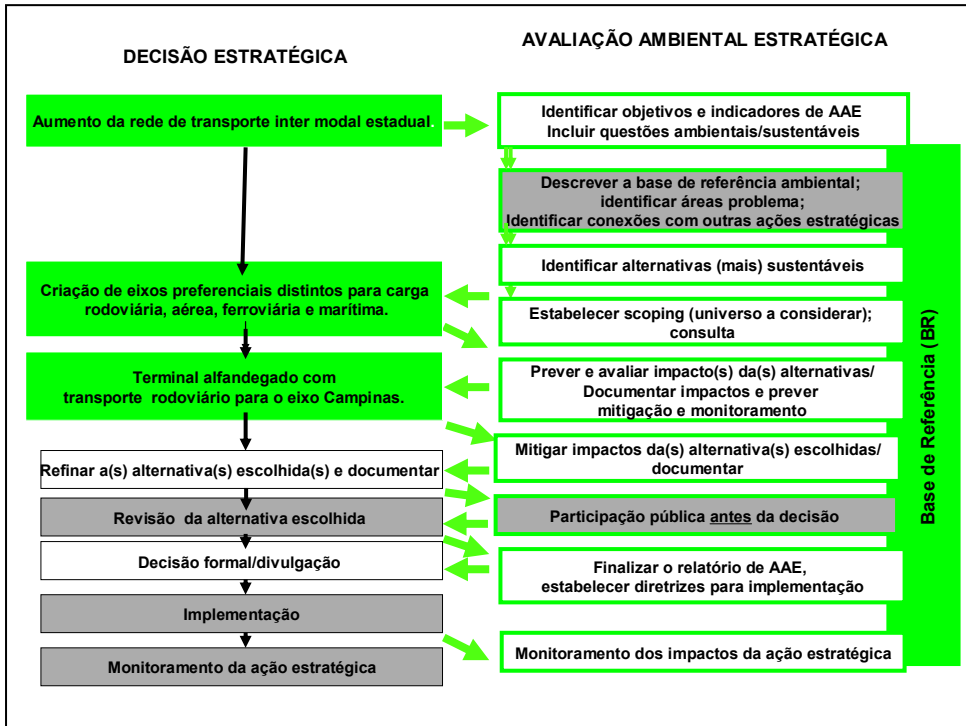 DECISÃO ESTRATÉGICA
Aumento da rede de transporte inter modal estadual.
Criação de eixos preferenciais distintos para carga
rodoviária, aérea, ferroviária e marítima.
Terminal alfandegado com
transporte rodoviário para o eixo Campinas.
Refinar a(s) alternativa(s) escolhida(s) e documentar
Revisão da alternativa escolhida
Decisão formal/divulgação
Implementação
Monitoramento da ação estratégica
AVALIAÇÃO AMBIENTAL ESTRATÉGICA
Identificar objetivos e indicadores de AAE
Incluir questões ambientais/sustentáveis
Descrever a base de referência ambiental;
identificar áreas problema;
Identificar conexões com outras ações estratégicas
Identificar alternativas (mais) sustentáveis
Estabelecer scoping (universo a considerar);
consulta
Prever e avaliar impacto(s) da(s) alternativas/
Documentar impactos e prever
mitigação e monitoramento
Mitigar impactos da(s) alternativa(s) escolhidas/
documentar
Participação pública antes da decisão
Finalizar o relatório de AAE,
estabelecer diretrizes para implementação
Monitoramento dos impactos da ação estratégica
Base de Referência (BR)